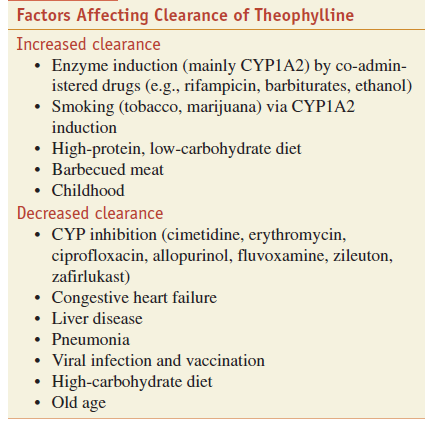 Factors Affecting Clearance of Theophylline
Increased clearance
• Enzyme induction (mainly CYP1A2) by co-admin-
istered drugs (e.g., rifampicin, barbiturates, ethanol)
• Smoking (tobacco, marijuana) via CYP1A2
induction
• High-protein, low-carbohydrate diet
• Barbecued meat
• Childhood
Decreased clearance
• CYP inhibition (cimetidine, erythromycin,
ciprofloxacin, allopurinol, fluvoxamine, zileuton,
zafirlukast)
• Congestive heart failure
• Liver disease
• Pneumonia
• Viral infection and vaccination
• High-carbohydrate diet
• Old age